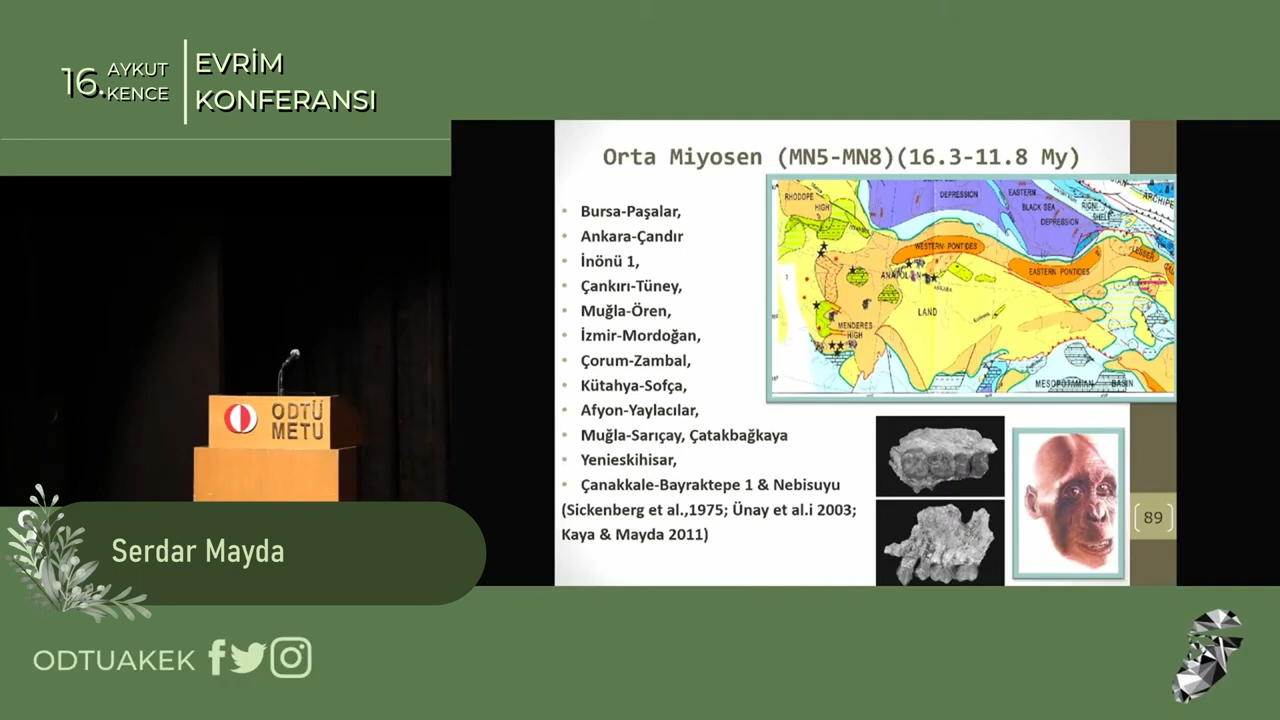 16. AYKUT KENCE
EVRİM
KONFERANSI
Orta Miyosen (MN5-MN8)(16.3-11.8 My)
• Bursa-Paşalar,
• Ankara-Çandır
• İnönü 1,
• Çankırı-Tüney,
• Muğla-Ören,
• İzmir-Mordoğan,
• Çorum-Zambal,
• Kütahya-Sofça,
• Afyon-Yaylacılar,
• Muğla-Sarıçay, Çatakbağkaya
• Yenieskihisar,
• Çanakkale-Bayraktepe 1 & Nebisuyu
(Sickenberg et al.,1975; Ünay et al.i 2003;
Kaya & Mayda 2011)
RHODOPE
HIGH
DEPRESSION
EASTERN
BLACK SEA
DEPRESSION
SHELF
WESTERN PONTIDES
EASTERN PONTIDES
LESSER
ANKARA
LAND
MENDERES
HIGH
MESOPOTAMIAN BASIN
89
ODTÜ
METU
Serdar Mayda
ODTUAKEK